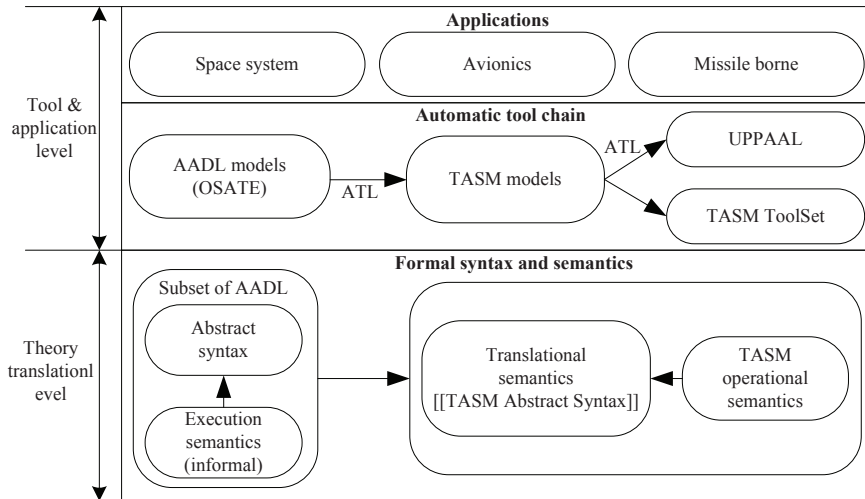 Applications
Space system
Avionics
Missile borne
Tool &
application
level
Automatic tool chain
AADL models
(OSATE)
ATL
TASM models
ATL
UPPAAL
TASM ToolSet
Formal syntax and semantics
Theory
translationl
evel
Subset of AADL
Abstract
syntax
Execution
semantics
(informal)
Translational
semantics
[[TASM Abstract Syntax]]
TASM
operational
semantics